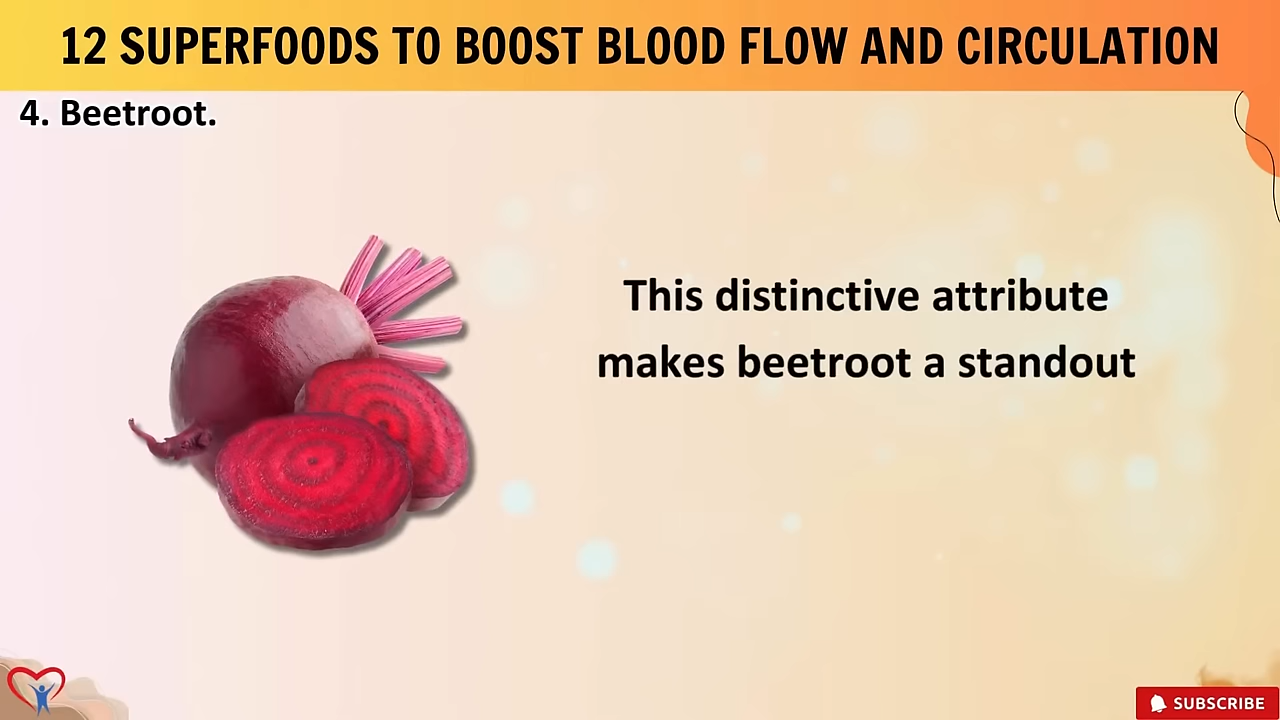 12 SUPERFOODS TO BOOST BLOOD FLOW AND CIRCULATION
4. Beetroot.
This distinctive attribute
makes beetroot a standout
SUBSCRIBE